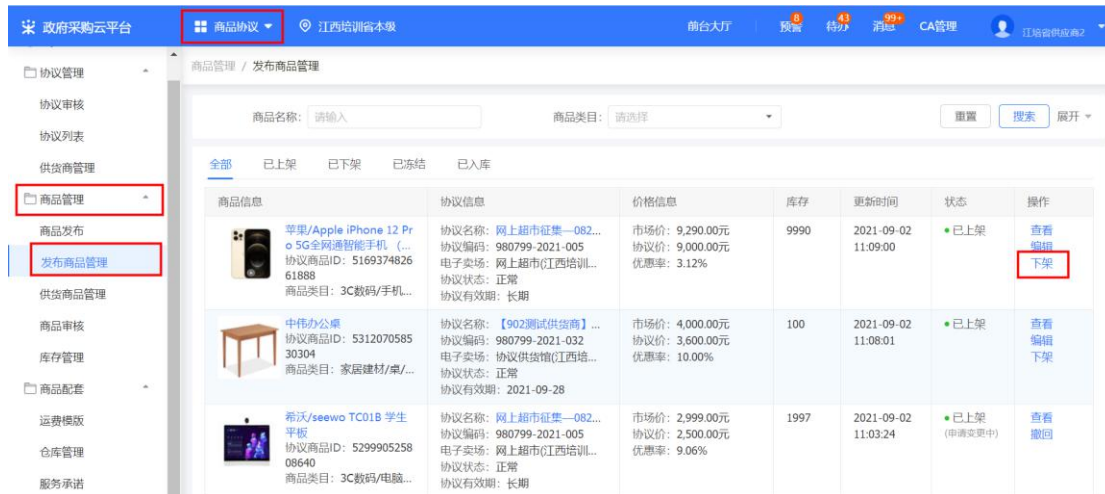 政府采购云平台
商品协议
江西培训省本级
前台大厅
预警 8
待办 43
消息 99+
CA管理
江培省供应商2
协议管理
协议审核
协议列表
供货商管理
商品管理
商品发布
发布商品管理
供货商品管理
商品审核
库存管理
商品配套
运费模版
仓库管理
服务承诺
商品管理 / 发布商品管理
商品名称: 请输入
商品类目: 请选择
重置
搜索
展开
全部 已上架 已下架 已冻结 已入库
商品信息 协议信息 价格信息 库存 更新时间 状态 操作
苹果/Apple iPhone 12 Pr
o 5G全网通智能手机 (...
协议商品ID: 5169374826
61888
商品类目: 3C数码/手机...
协议名称: 网上超市征集—082...
协议编码: 980799-2021-005
电子卖场: 网上超市(江西培训...
协议状态: 正常
协议有效期: 长期
市场价: 9,290.00元
协议价: 9,000.00元
优惠率: 3.12%
9990
2021-09-02
11:09:00
已上架
查看
编辑
下架
中伟办公桌
协议商品ID: 5312070585
30304
商品类目: 家居建材/桌/...
协议名称: 【902测试供货商】...
协议编码: 980799-2021-032
电子卖场: 协议供货馆(江西培...
协议状态: 正常
协议有效期: 2021-09-28
市场价: 4,000.00元
协议价: 3,600.00元
优惠率: 10.00%
100
2021-09-02
11:08:01
已上架
查看
编辑
下架
希沃/seewo TC01B 学生
平板
协议商品ID: 5299905258
08640
商品类目: 3C数码/电脑...
协议名称: 网上超市征集—082...
协议编码: 980799-2021-005
电子卖场: 网上超市(江西培训...
协议状态: 正常
协议有效期: 长期
市场价: 2,999.00元
协议价: 2,500.00元
优惠率: 9.06%
1997
2021-09-02
11:03:24
已上架
(申请变更中)
查看
撤回